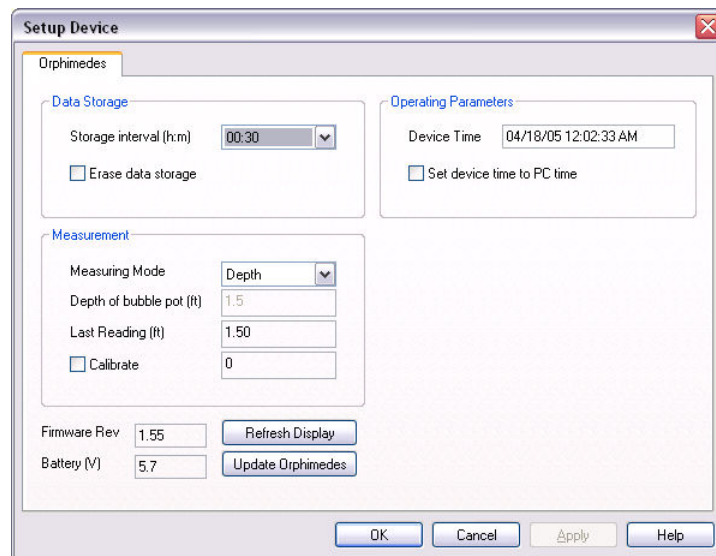 Setup Device
Orphimedes
Data Storage
Storage interval (h:m) 00:30
Erase data storage
Operating Parameters
Device Time 04/18/05 12:02:33 AM
Set device time to PC time
Measurement
Measuring Mode Depth
Depth of bubble pot (ft) 1.5
Last Reading (ft) 1.50
Calibrate 0
Firmware Rev 1.55 Refresh Display
Battery (V) 5.7 Update Orphimedes
OK Cancel Apply Help